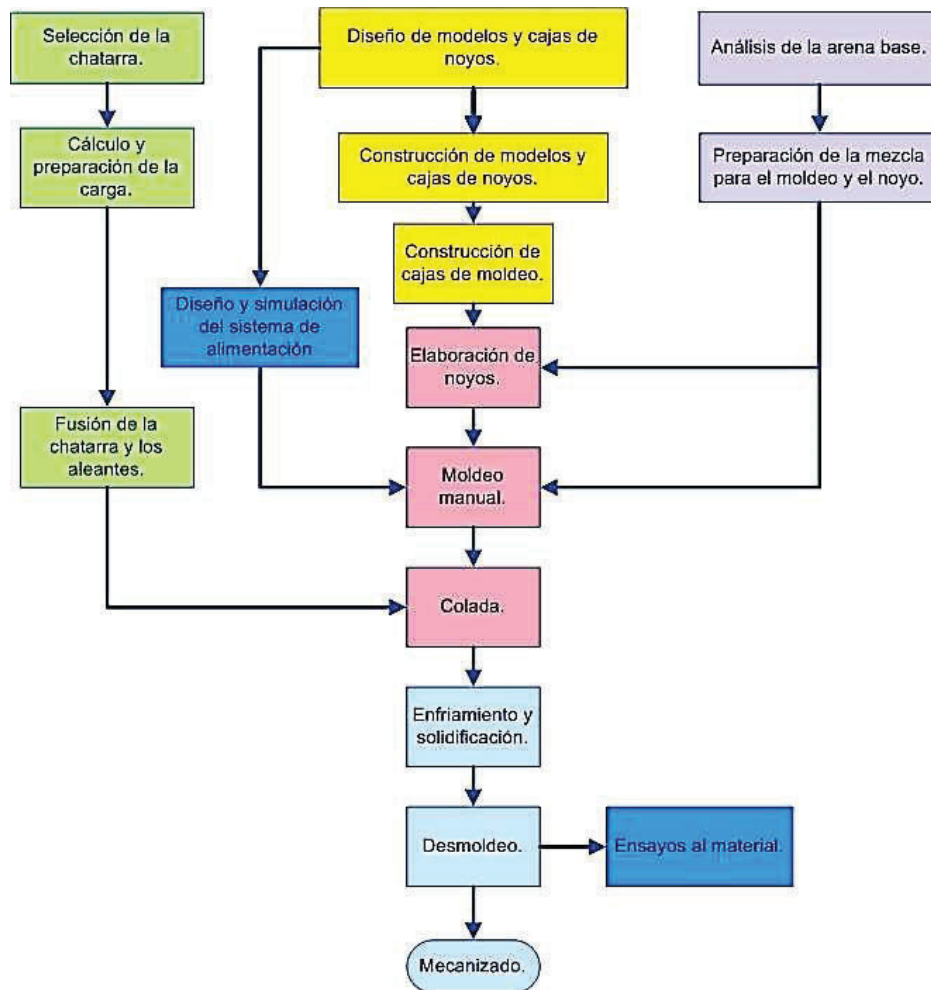 Selección de la
chatarra.
Diseño de modelos y cajas de
noyos.
Análisis de la arena base.
Cálculo y
preparación de la
carga.
Construcción de modelos y
cajas de noyos.
Preparación de la mezcla
para el moldeo y el noyo.
Construcción de
cajas de moldeo.
Diseño y simulación
del sistema de
alimentación
Elaboración de
noyos.
Fusión de la
chatarra y los
aleantes.
Moldeo
manual.
Colada.
Enfriamiento y
solidificación.
Desmoldeo.
Ensayos al material.
Mecanizado.